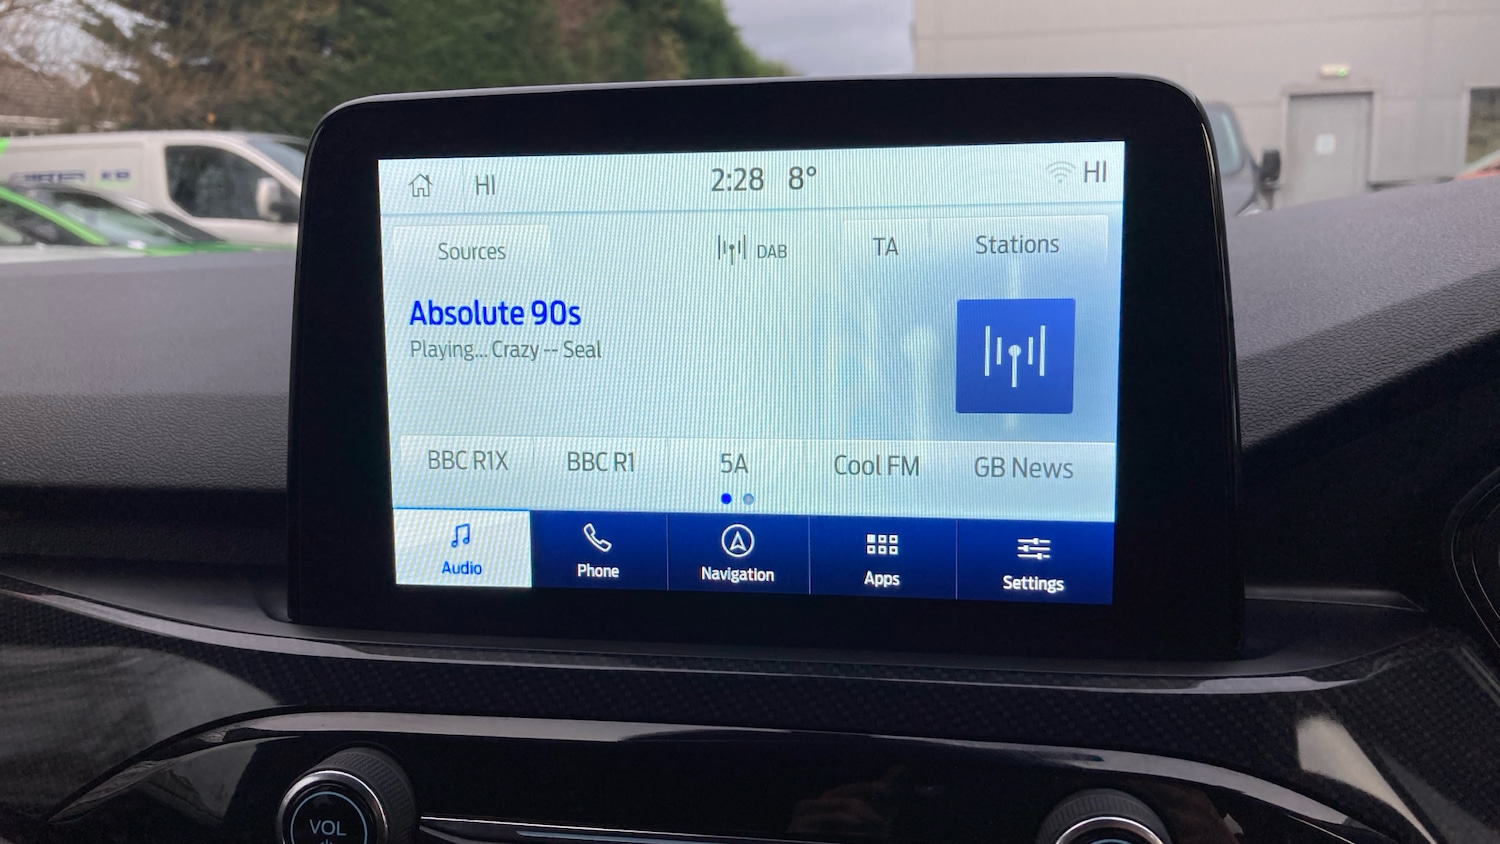 HI 2:28 8° HI
Sources DAB TA Stations
Absolute 90s
Playing... Crazy -- Seal
BBC R1X BBC R1 5A Cool FM GB News
Audio Phone Navigation Apps Settings
VOL